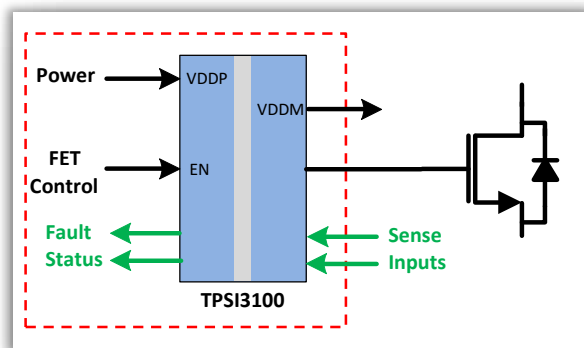 Power
VDDP
VDDM
FET
Control
EN
Fault
Status
Sense
Inputs
TPSI3100